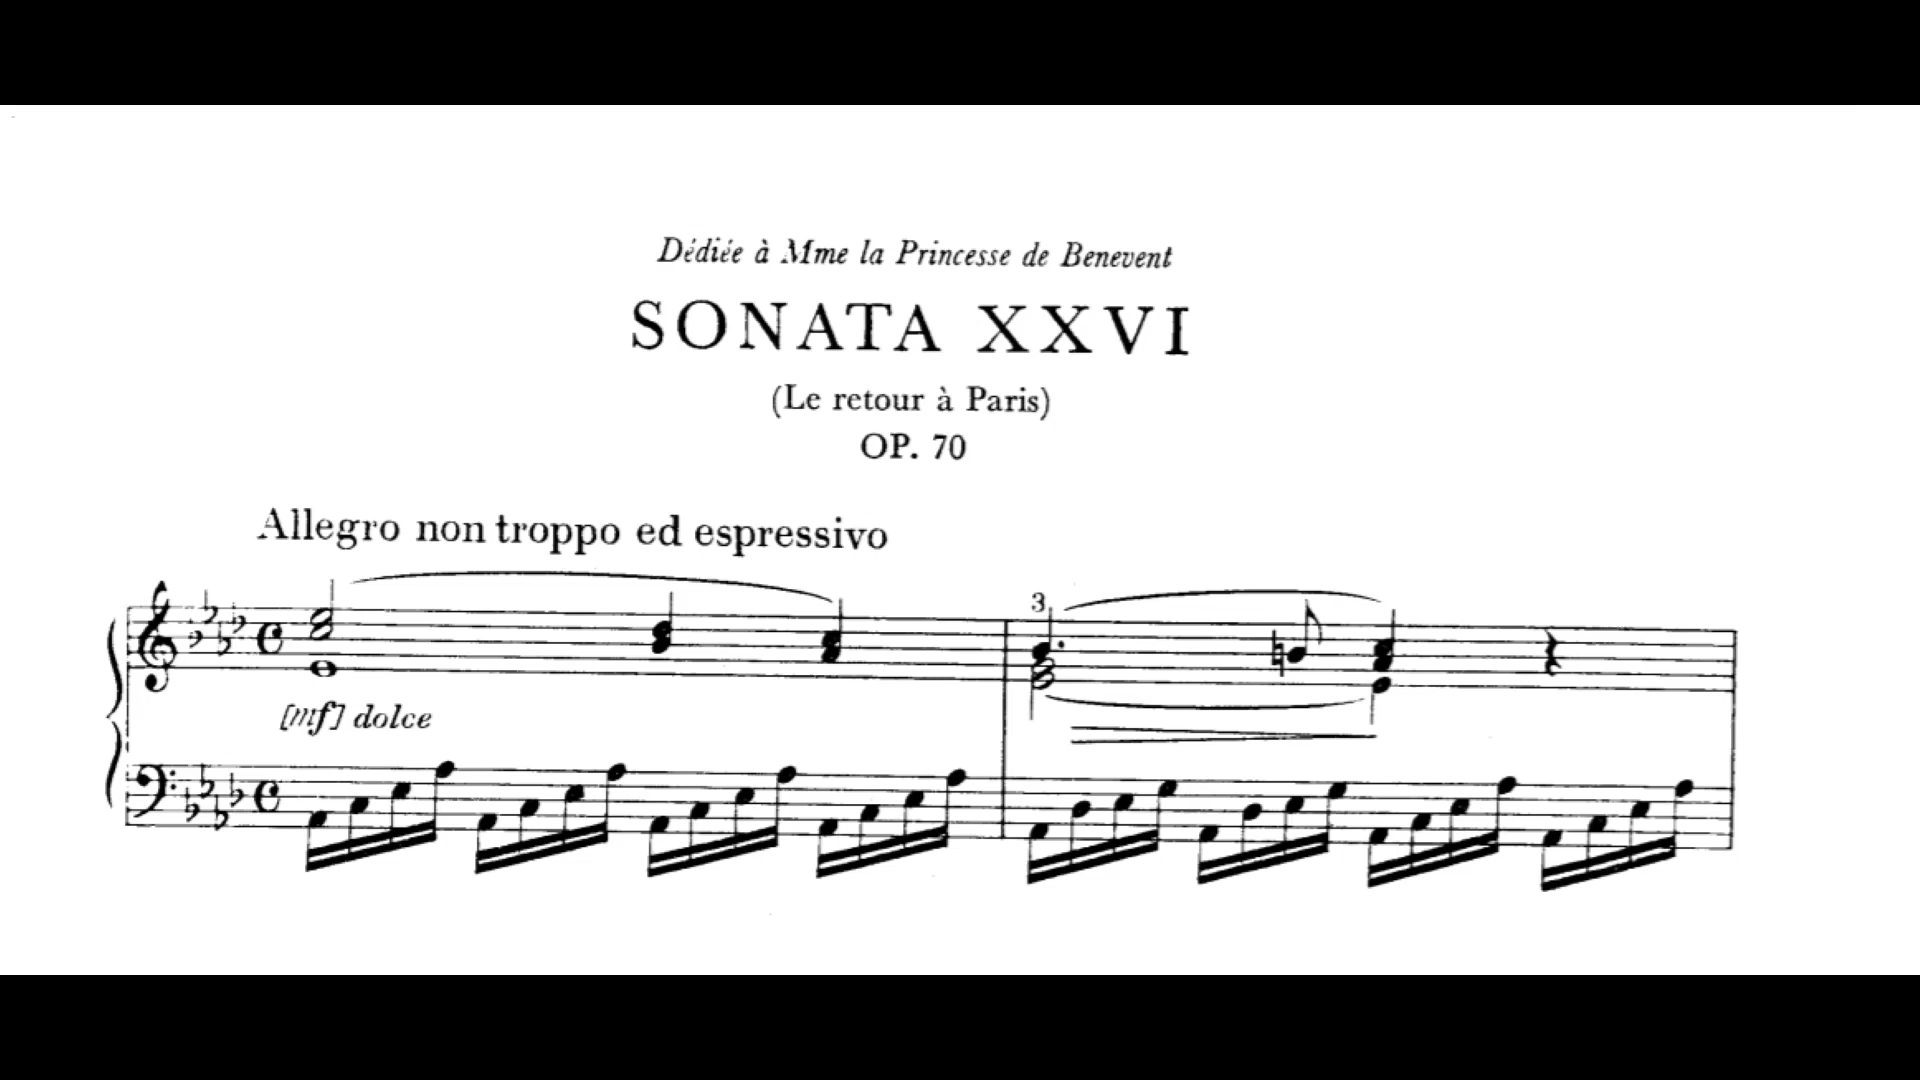 Dédiée à Mme la Princesse de Benevent
SONATA XXVI
(Le retour à Paris)
OP. 70
Allegro non troppo ed espressivo
3
[mf] dolce